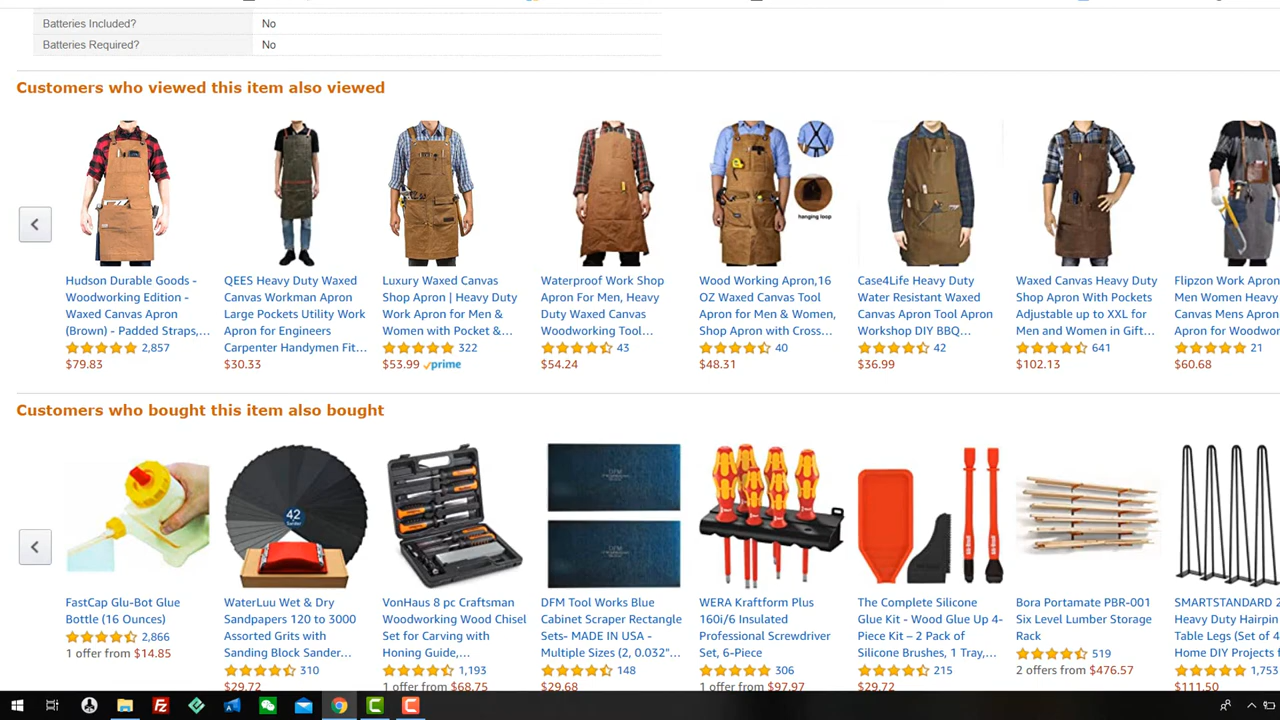 Batteries Included? No
Batteries Required? No
Customers who viewed this item also viewed
hanging loop
Hudson Durable Goods -
Woodworking Edition -
Waxed Canvas Apron
(Brown) - Padded Straps,...
2,857
$79.83
QEES Heavy Duty Waxed
Canvas Workman Apron
Large Pockets Utility Work
Apron for Engineers
Carpenter Handymen Fit...
$30.33
Luxury Waxed Canvas
Shop Apron | Heavy Duty
Work Apron for Men &
Women with Pocket &...
322
$53.99 prime
Waterproof Work Shop
Apron For Men, Heavy
Duty Waxed Canvas
Woodworking Tool...
43
$54.24
Wood Working Apron,16
OZ Waxed Canvas Tool
Apron for Men & Women,
Shop Apron with Cross...
40
$48.31
Case4Life Heavy Duty
Water Resistant Waxed
Canvas Apron Tool Apron
Workshop DIY BBQ...
42
$36.99
Waxed Canvas Heavy Duty
Shop Apron With Pockets
Adjustable up to XXL for
Men and Women in Gift...
641
$102.13
Flipzon Work Apron
Men Women Heavy
Canvas Mens Apron
Apron for Woodwo
21
$60.68
Customers who bought this item also bought
42
Sander
DFM
DFM
FastCap Glu-Bot Glue
Bottle (16 Ounces)
2,866
1 offer from $14.85
WaterLuu Wet & Dry
Sandpapers 120 to 3000
Assorted Grits with
Sanding Block Sander...
310
$29.72
VonHaus 8 pc Craftsman
Woodworking Wood Chisel
Set for Carving with
Honing Guide,...
1,193
1 offer from $68.75
DFM Tool Works Blue
Cabinet Scraper Rectangle
Sets- MADE IN USA -
Multiple Sizes (2, 0.032"...
148
$29.68
WERA Kraftform Plus
160i/6 Insulated
Professional Screwdriver
Set, 6-Piece
306
1 offer from $97.97
The Complete Silicone
Glue Kit - Wood Glue Up 4-
Piece Kit – 2 Pack of
Silicone Brushes, 1 Tray,...
215
$29.72
Bora Portamate PBR-001
Six Level Lumber Storage
Rack
519
2 offers from $476.57
SMARTSTANDARD 2
Heavy Duty Hairpin
Table Legs (Set of 4
Home DIY Projects f
1,753
$111.50